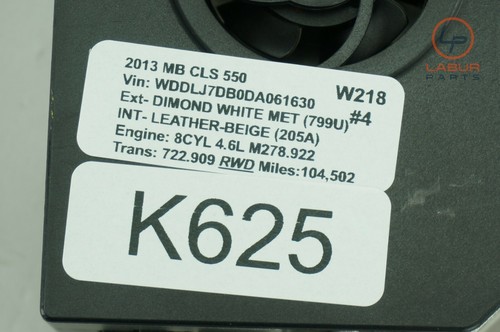 LP
LABUR
PARTS
2013 MB CLS 550
W218
Vin: WDDLJ7DB0DA061630
#4
Ext- DIMOND WHITE MET (799U)
INT- LEATHER-BEIGE (205A)
Engine: 8CYL 4.6L M278.922
Trans: 722.909 RWD Miles:104,502
K625